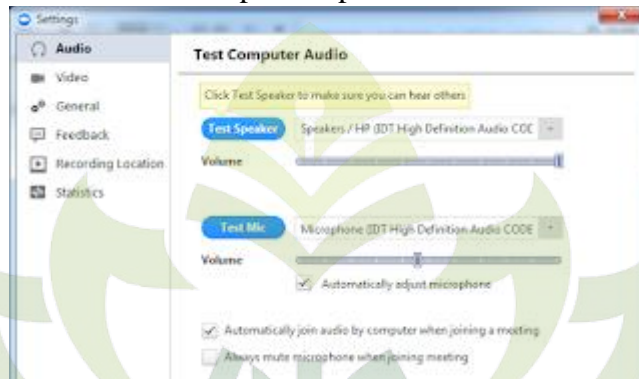 Settings
Audio
Video
General
Feedback
Recording Location
Statistics
Test Computer Audio
Click Test Speaker to make sure you can hear others
Test Speaker
Speakers / HP (IDT High Definition Audio CODE
Volume
Test Mic
Microphone (IDT High Definition Audio CODE
Volume
Automatically adjust microphone
Automatically join audio by computer when joining a meeting
Always mute microphone when joining meeting